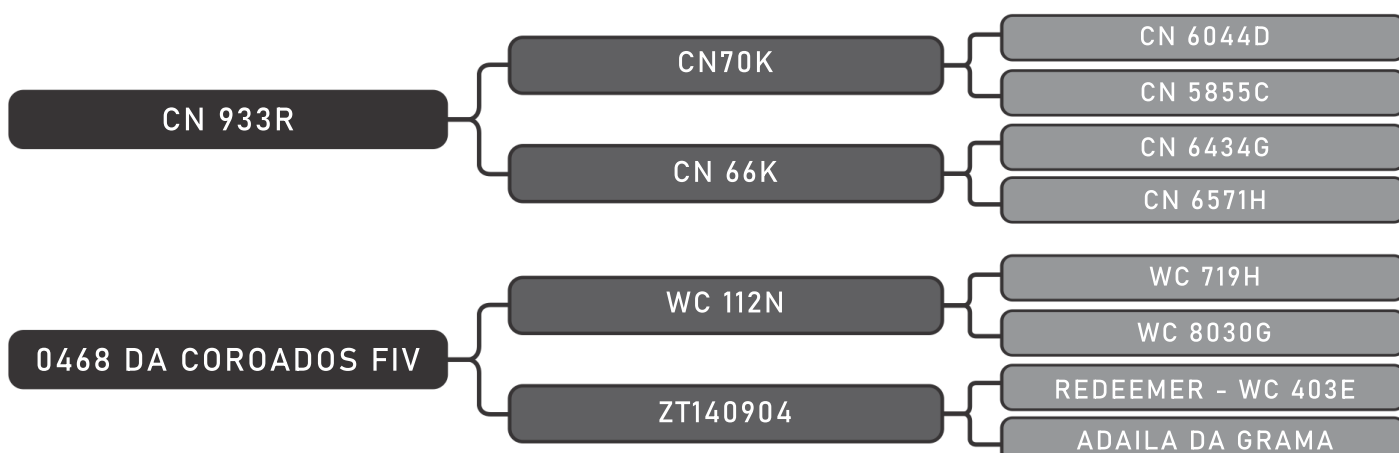 CN 933R
CN70K
CN 66K
CN 6044D
CN 5855C
CN 6434G
CN 6571H
0468 DA COROADOS FIV
WC 112N
ZT140904
WC 719H
WC 8030G
REDEEMER - WC 403E
ADAILA DA GRAMA